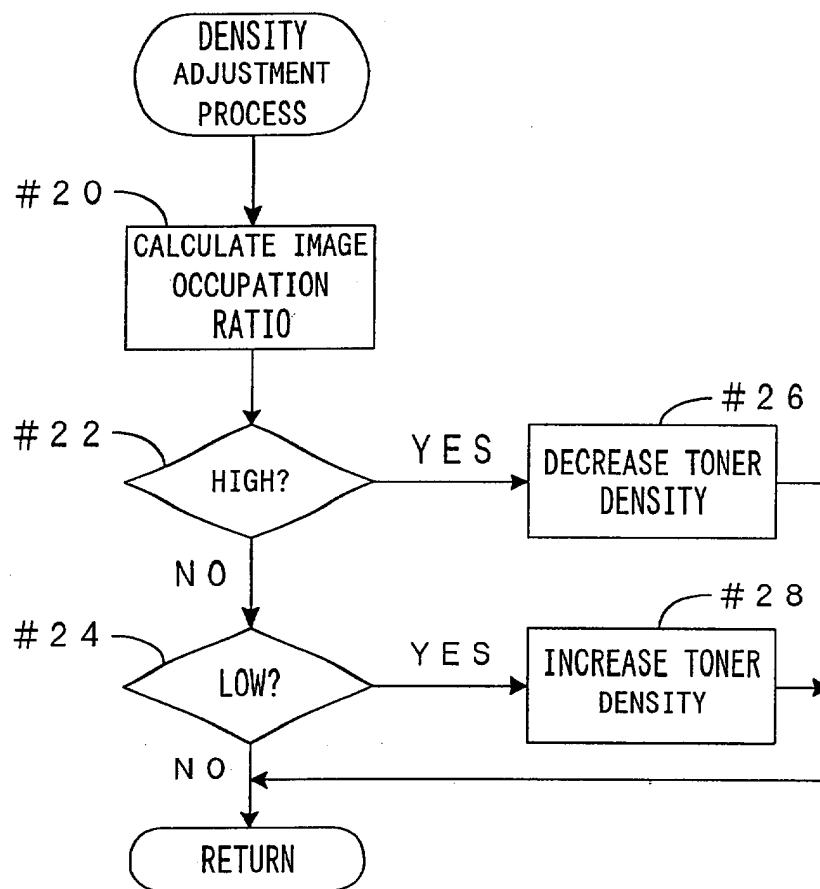 DENSITY
ADJUSTMENT
PROCESS
#20
CALCULATE IMAGE
OCCUPATION
RATIO
#22
HIGH?
YES
#26
DECREASE TONER
DENSITY
NO
#24
LOW?
YES
#28
INCREASE TONER
DENSITY
NO
RETURN